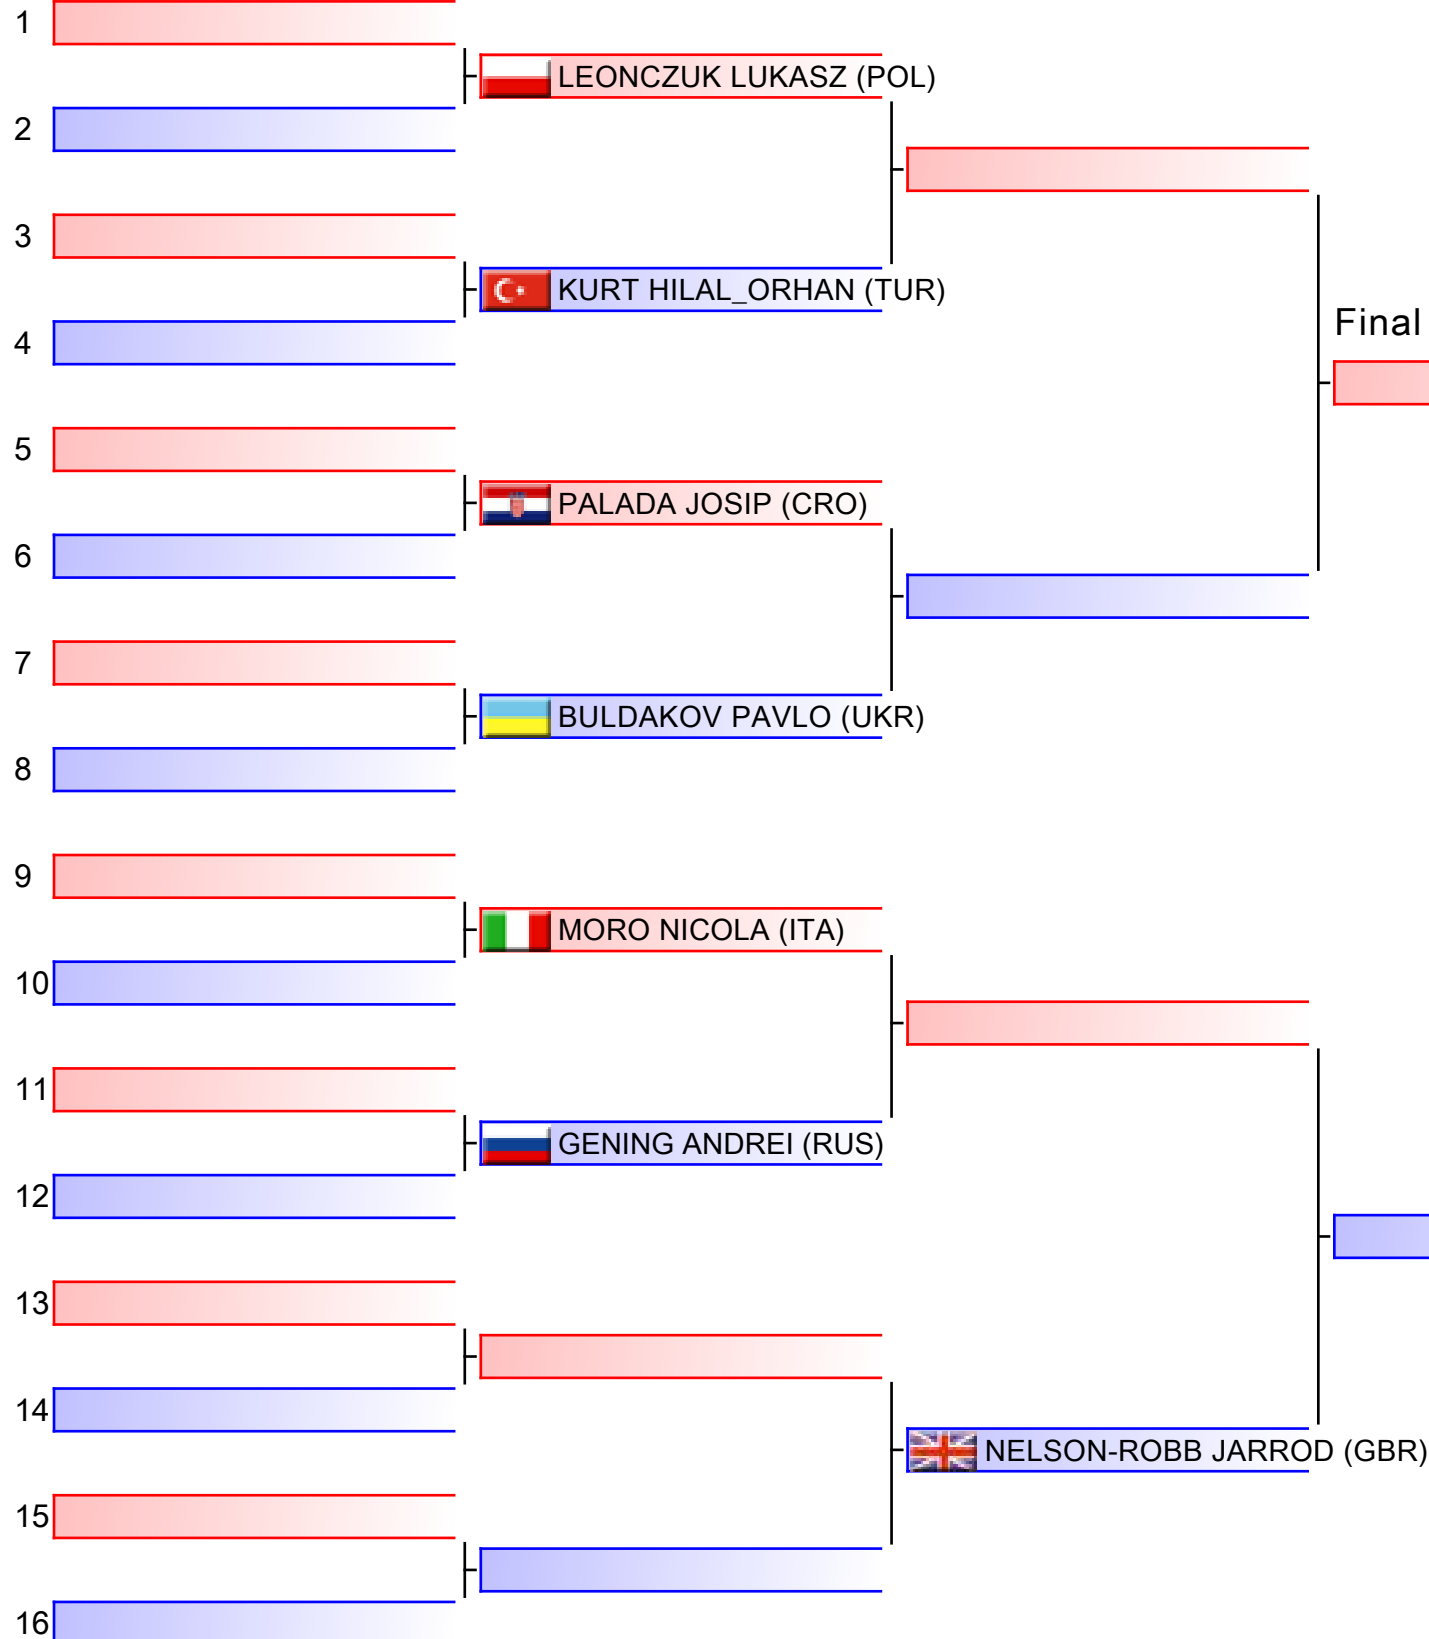 1
LEONCZUK LUKASZ (POL)
2
3
KURT HILAL_ORHAN (TUR)
4
Final
5
PALADA JOSIP (CRO)
6
7
BULDAKOV PAVLO (UKR)
8
9
MORO NICOLA (ITA)
10
11
GENING ANDREI (RUS)
12
13
14
NELSON-ROBB JARROD (GBR)
15
16